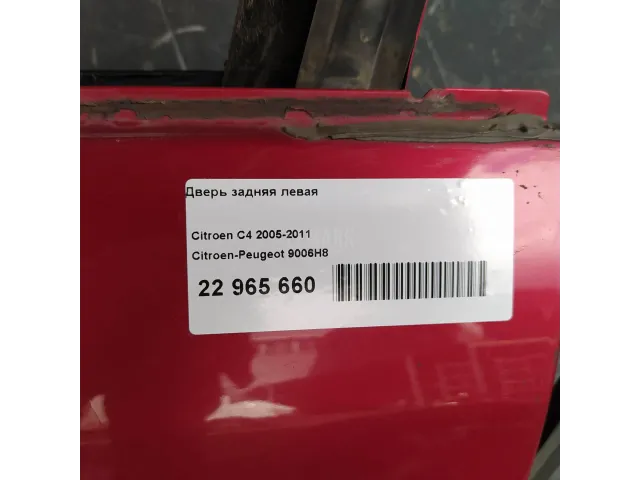 Дверь задняя левая
Citroen C4 2005-2011
Citroen-Peugeot 9006H8
22 965 660